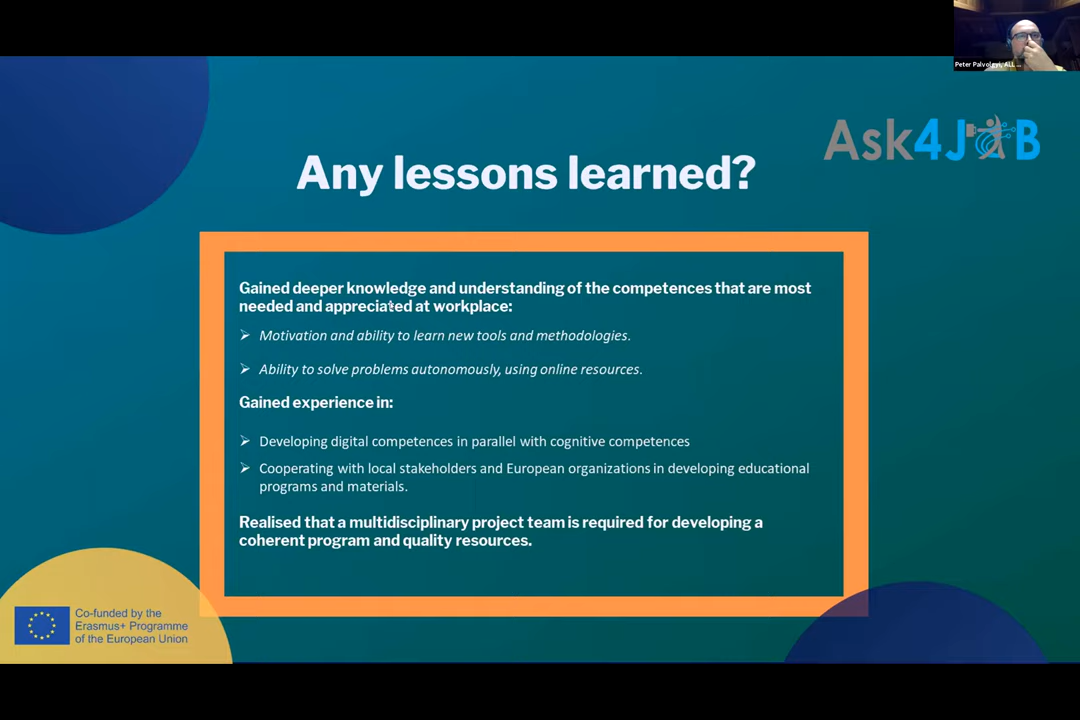 Peter Palvolgyi, ALL ...
Ask4JOB
Any lessons learned?
Gained deeper knowledge and understanding of the competences that are most
needed and appreciated at workplace:
➢ Motivation and ability to learn new tools and methodologies.
➢ Ability to solve problems autonomously, using online resources.
Gained experience in:
➢ Developing digital competences in parallel with cognitive competences
➢ Cooperating with local stakeholders and European organizations in developing educational
programs and materials.
Realised that a multidisciplinary project team is required for developing a
coherent program and quality resources.
Co-funded by the
Erasmus+ Programme
of the European Union